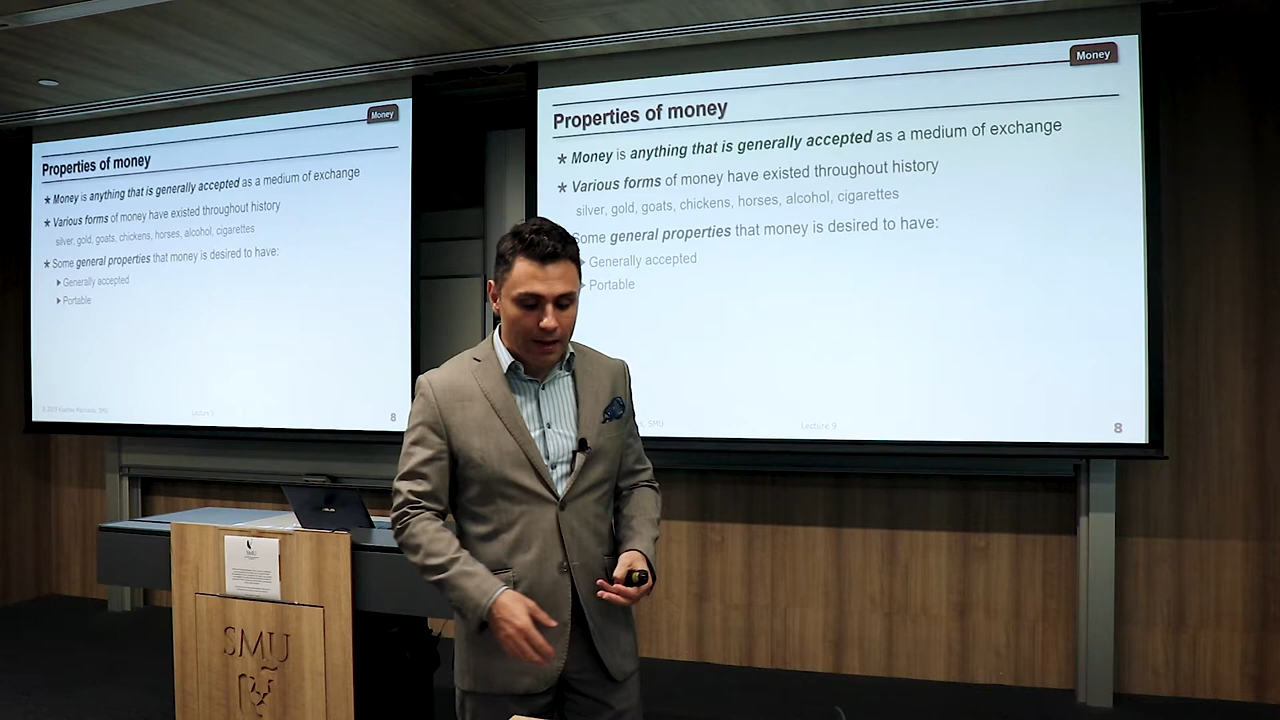 Money
Properties of money
★ Money is anything that is generally accepted as a medium of exchange
★ Various forms of money have existed throughout history
silver, gold, goats, chickens, horses, alcohol, cigarettes
★ Some general properties that money is desired to have:
Generally accepted
Portable
8
Money
Properties of money
★ Money is anything that is generally accepted as a medium of exchange
★ Various forms of money have existed throughout history
silver, gold, goats, chickens, horses, alcohol, cigarettes
Some general properties that money is desired to have:
Generally accepted
Portable
SMU
Lecture 9
8
SMU
SMU